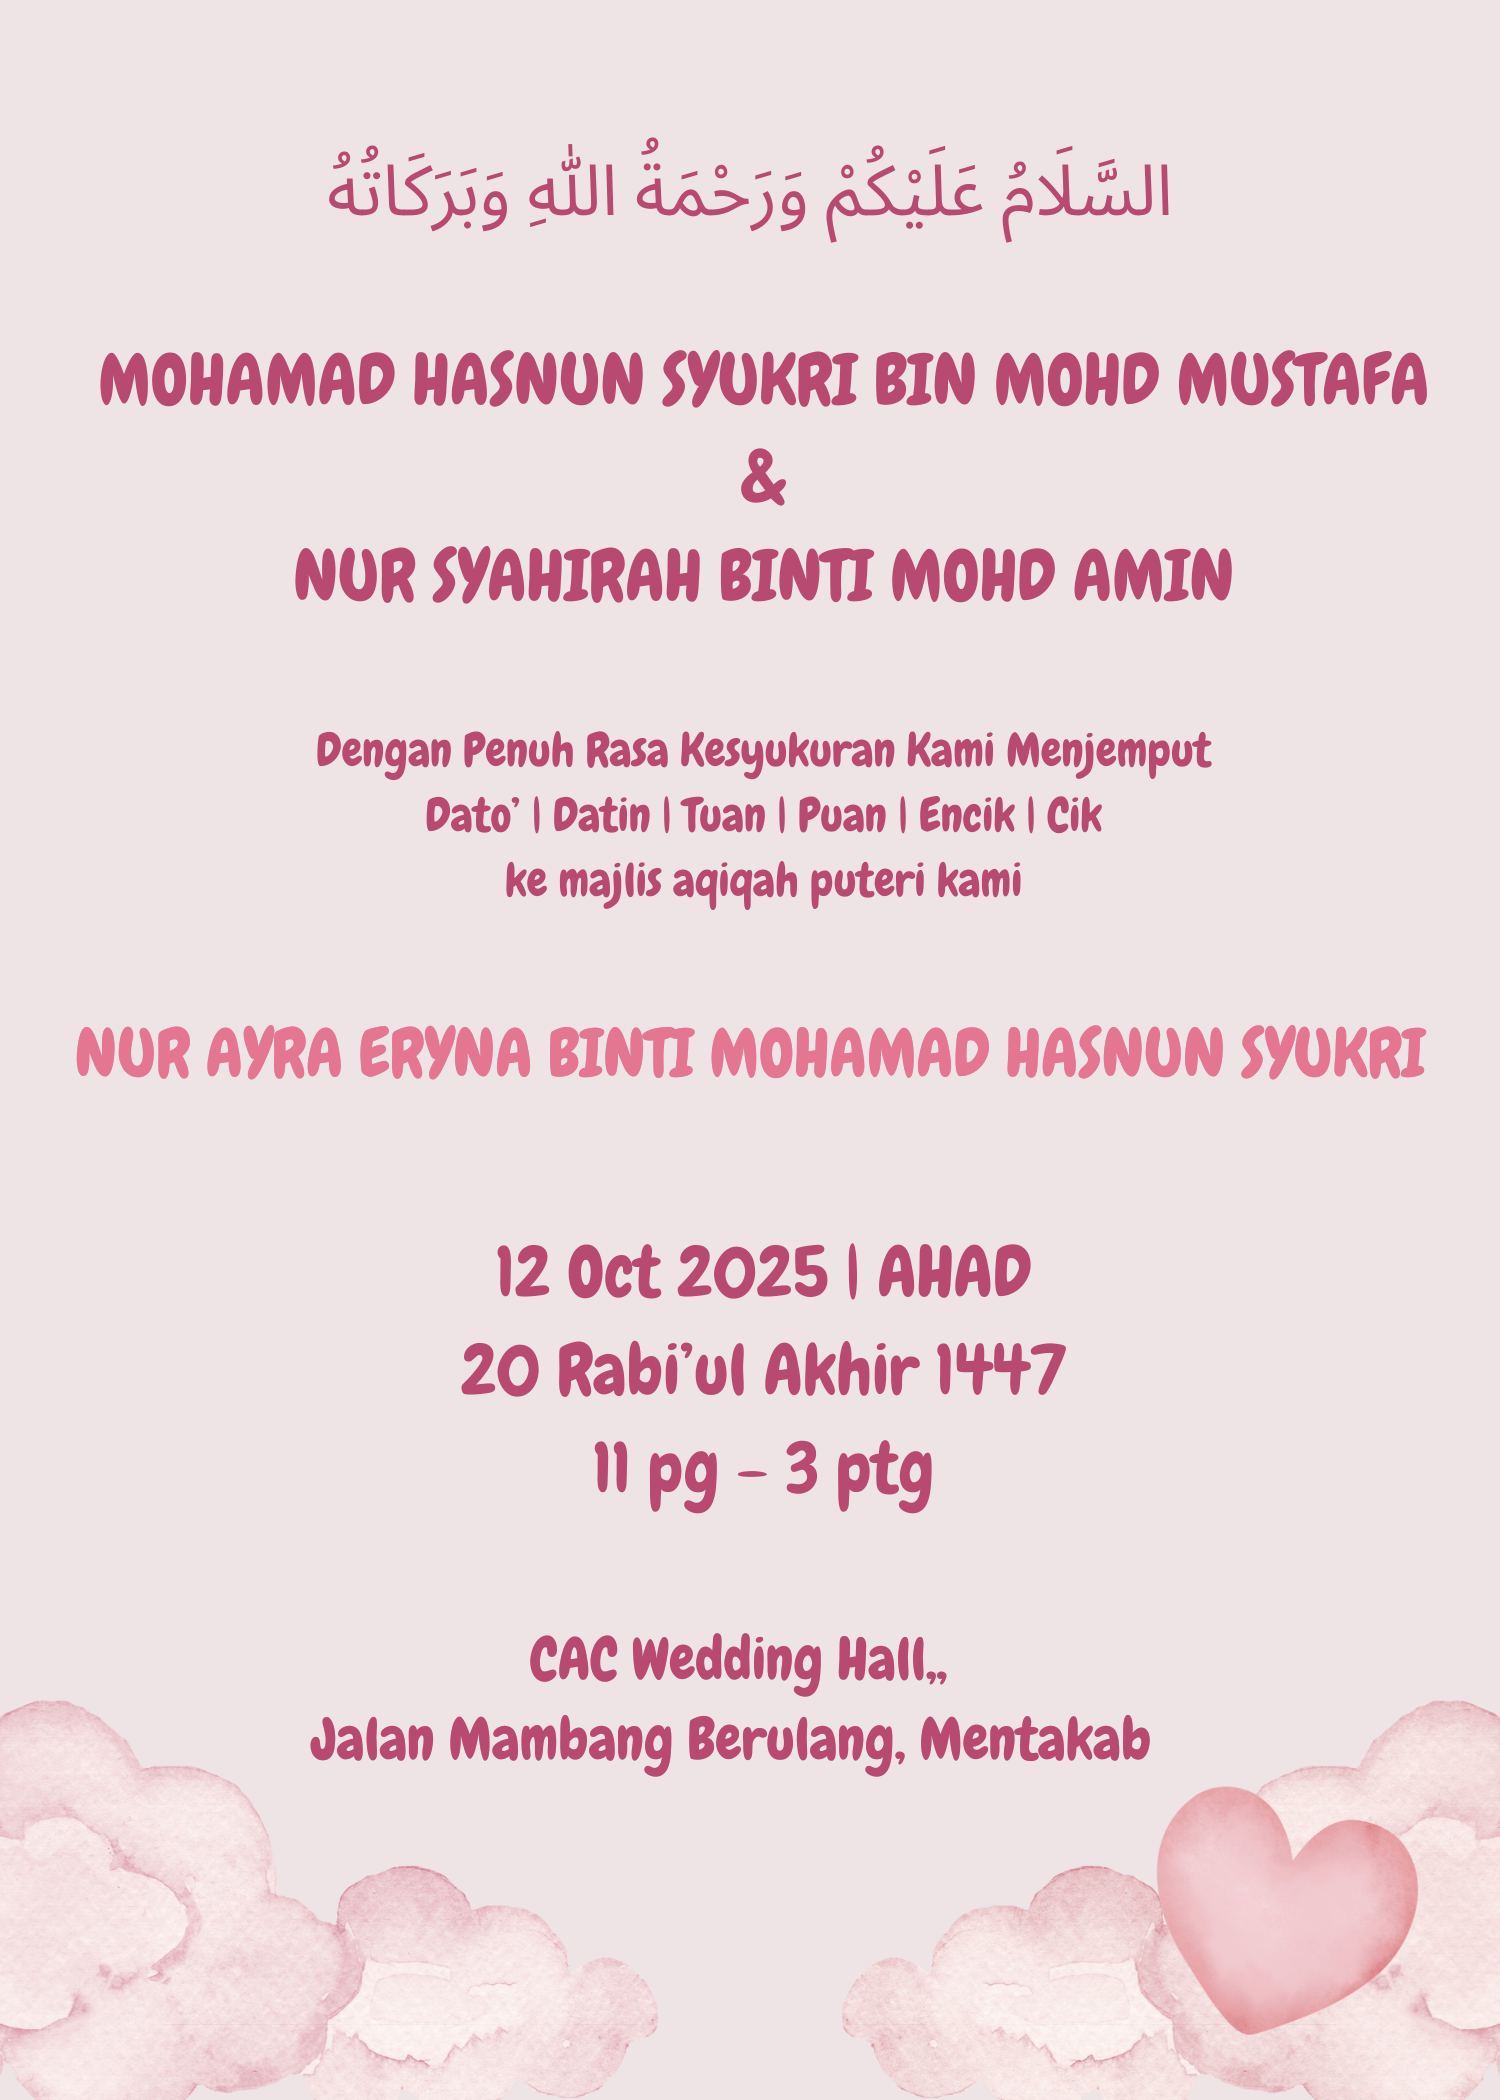 السَّلَامُ عَلَيْكُمْ وَرَحْمَةُ اللّٰهِ وَبَرَكَاتُهُ
MOHAMAD HASNUN SYUKRI BIN MOHD MUSTAFA
&
NUR SYAHIRAH BINTI MOHD AMIN
Dengan Penuh Rasa Kesyukuran Kami Menjemput
Dato’ | Datin | Tuan | Puan | Encik | Cik
ke majlis aqiqah puteri kami
NUR AYRA ERYNA BINTI MOHAMAD HASNUN SYUKRI
12 Oct 2025 | AHAD
20 Rabi’ul Akhir 1447
11 pg - 3 ptg
CAC Wedding Hall,,
Jalan Mambang Berulang, Mentakab